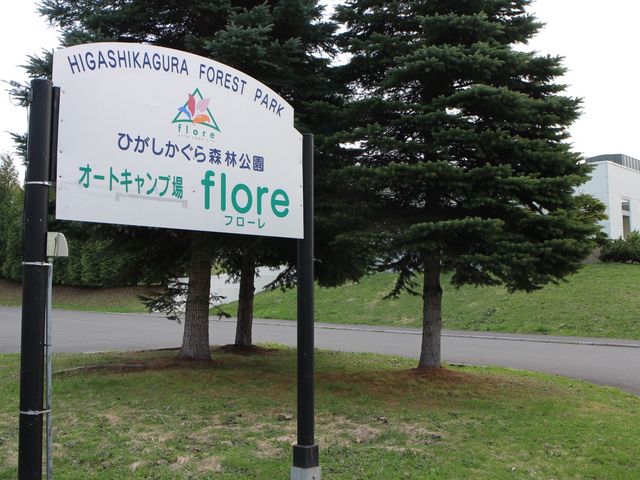 HIGASHIKAGURA FOREST PARK
flore
ひがしかぐら森林公園
オートキャンプ場 flore
フローレ